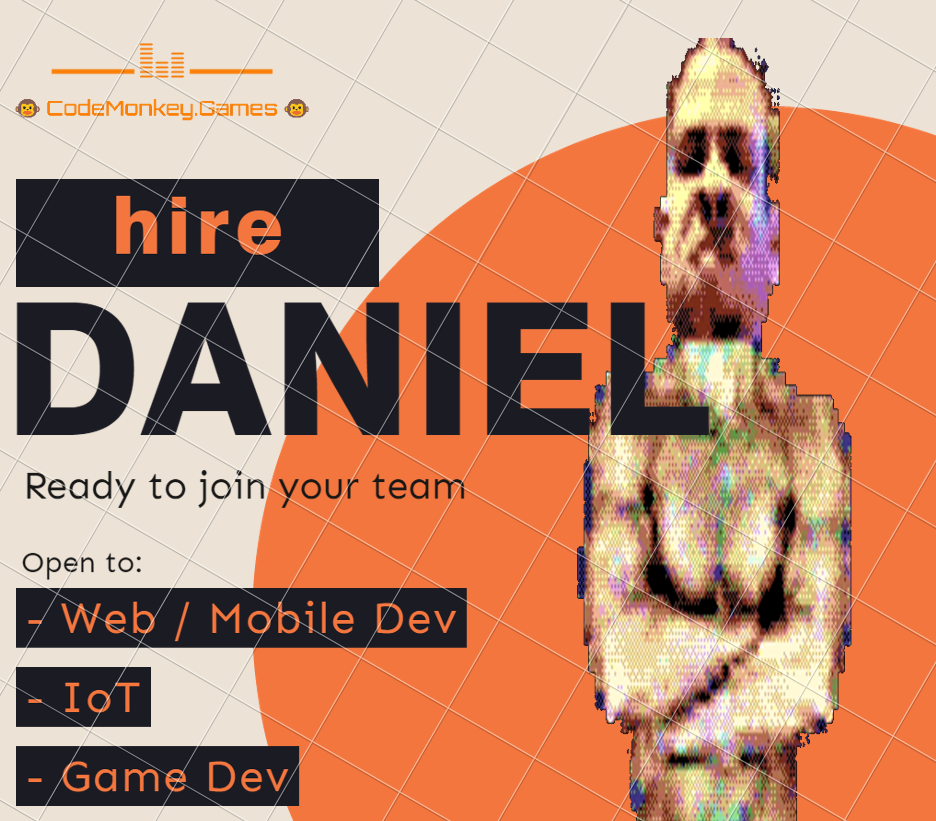 🐵 CodeMonkey.Games 🐵
hire
DANIEL
Ready to join your team
Open to:
- Web / Mobile Dev
- IoT
- Game Dev